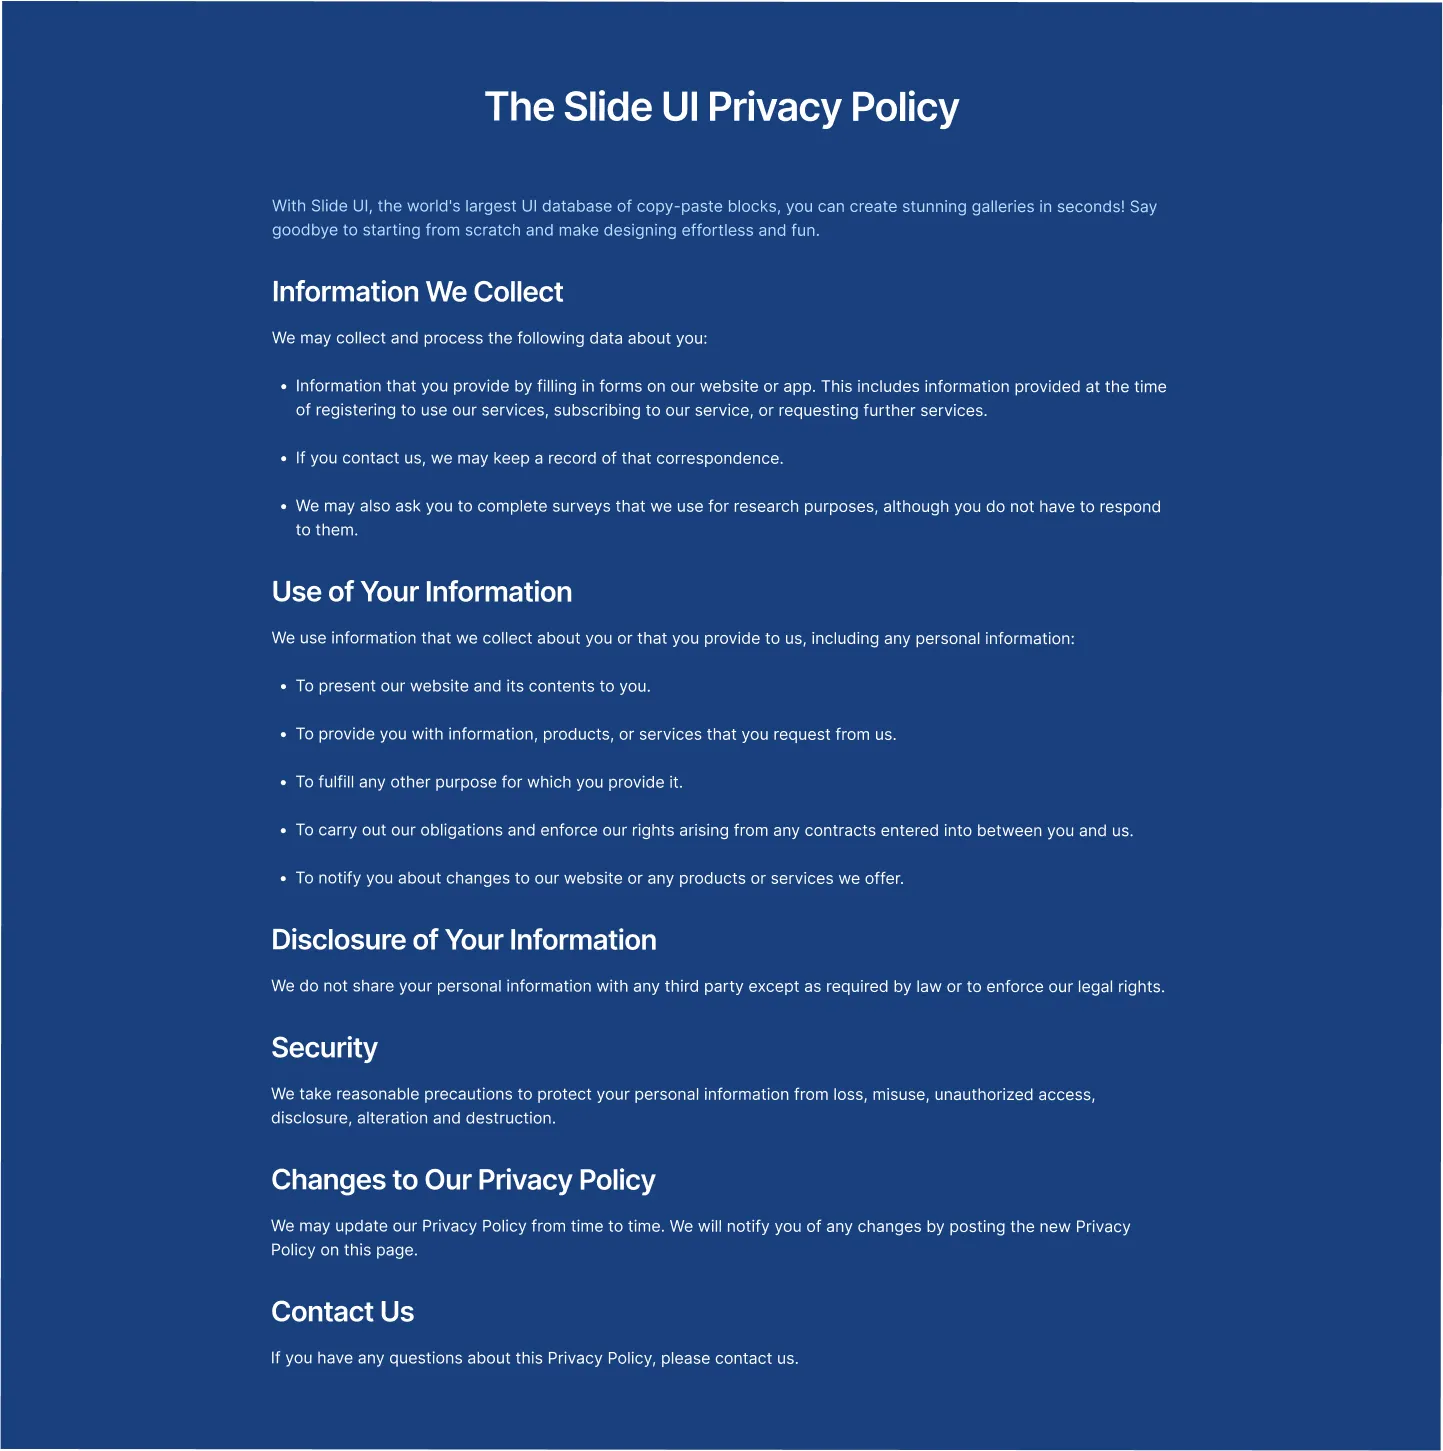 The Slide UI Privacy Policy
With Slide UI, the world's largest UI database of copy-paste blocks, you can create stunning galleries in seconds! Say
goodbye to starting from scratch and make designing effortless and fun.
Information We Collect
We may collect and process the following data about you:
• Information that you provide by filling in forms on our website or app. This includes information provided at the time
of registering to use our services, subscribing to our service, or requesting further services.
• If you contact us, we may keep a record of that correspondence.
• We may also ask you to complete surveys that we use for research purposes, although you do not have to respond
to them.
Use of Your Information
We use information that we collect about you or that you provide to us, including any personal information:
• To present our website and its contents to you.
• To provide you with information, products, or services that you request from us.
• To fulfill any other purpose for which you provide it.
• To carry out our obligations and enforce our rights arising from any contracts entered into between you and us.
• To notify you about changes to our website or any products or services we offer.
Disclosure of Your Information
We do not share your personal information with any third party except as required by law or to enforce our legal rights.
Security
We take reasonable precautions to protect your personal information from loss, misuse, unauthorized access,
disclosure, alteration and destruction.
Changes to Our Privacy Policy
We may update our Privacy Policy from time to time. We will notify you of any changes by posting the new Privacy
Policy on this page.
Contact Us
If you have any questions about this Privacy Policy, please contact us.